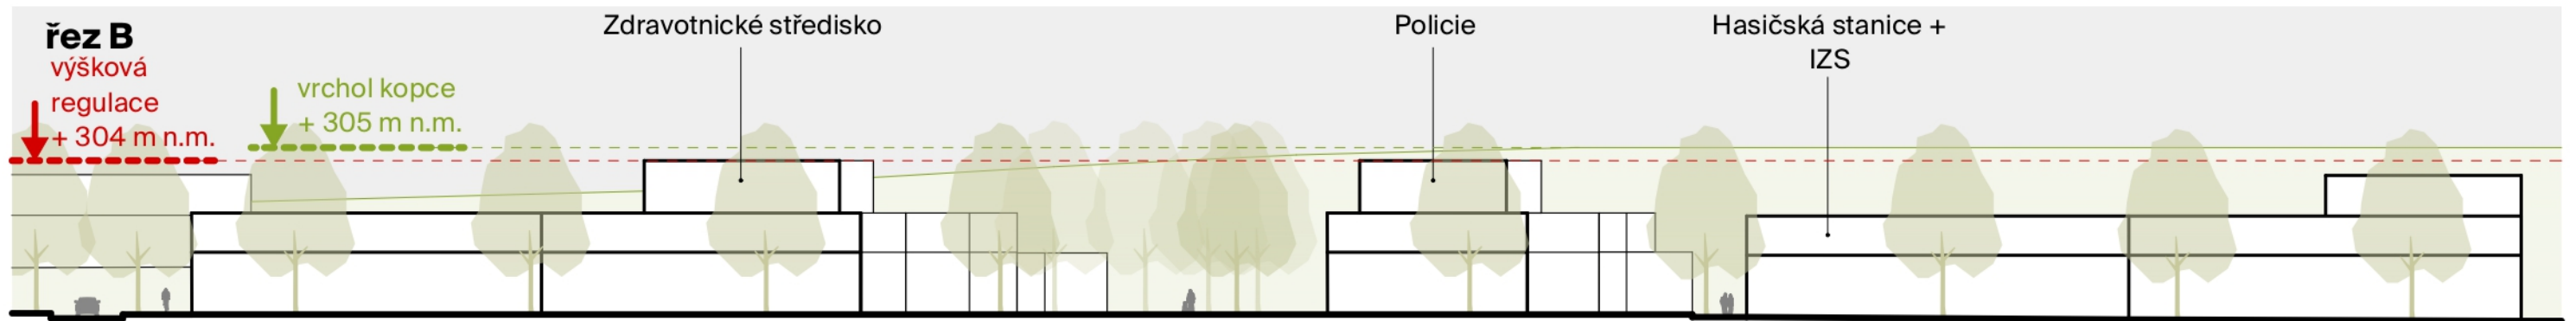 řez B
výšková
regulace
+ 304 m n.m.
vrchol kopce
+ 305 m n.m.
Zdravotnické středisko
Policie
Hasičská stanice +
IZS